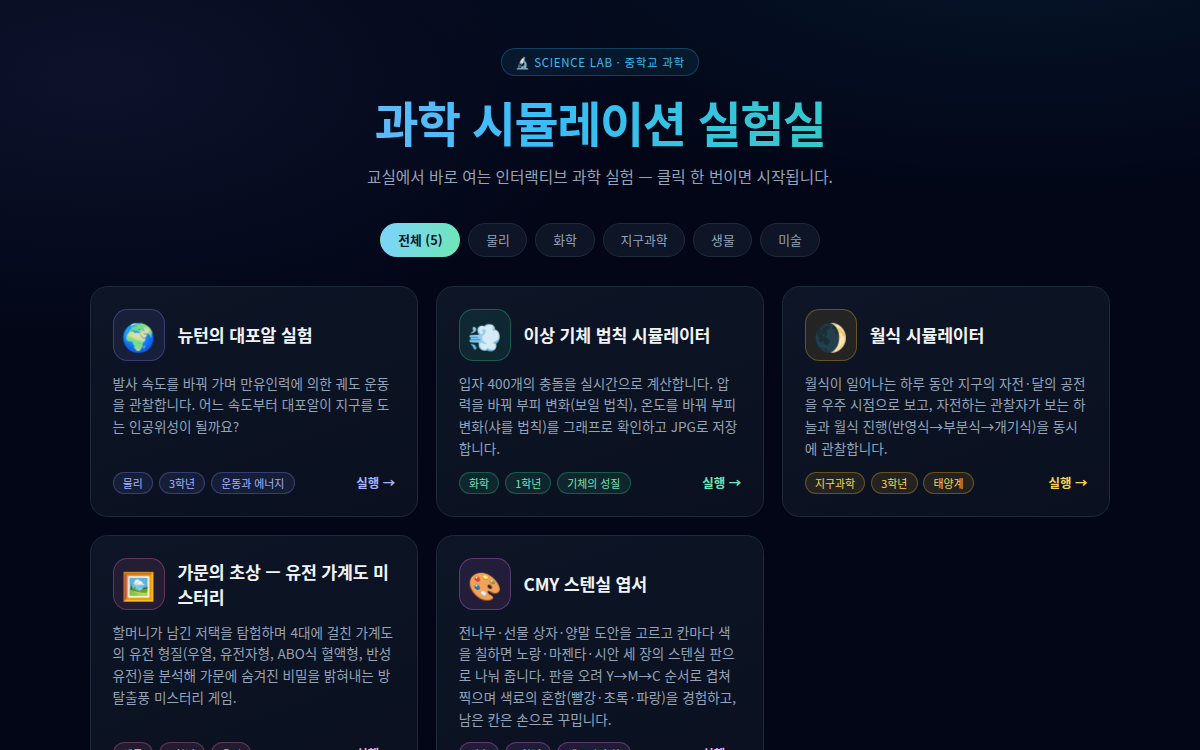 🔬 SCIENCE LAB · 중학교 과학
과학 시뮬레이션 실험실
교실에서 바로 여는 인터랙티브 과학 실험 — 클릭 한 번이면 시작됩니다.
전체 (5) 물리 화학 지구과학 생물 미술
뉴턴의 대포알 실험
발사 속도를 바꿔 가며 만유인력에 의한 궤도 운동
을 관찰합니다. 어느 속도부터 대포알이 지구를 도
는 인공위성이 될까요?
물리 3학년 운동과 에너지 실행 →
이상 기체 법칙 시뮬레이터
입자 400개의 충돌을 실시간으로 계산합니다. 압
력을 바꿔 부피 변화(보일 법칙), 온도를 바꿔 부피
변화(샤를 법칙)를 그래프로 확인하고 JPG로 저장
합니다.
화학 1학년 기체의 성질 실행 →
월식 시뮬레이터
월식이 일어나는 하루 동안 지구의 자전·달의 공전
을 우주 시점으로 보고, 자전하는 관찰자가 보는 하
늘과 월식 진행(반영식→부분식→개기식)을 동시
에 관찰합니다.
지구과학 3학년 태양계 실행 →
가문의 초상 — 유전 가계도 미
스터리
할머니가 남긴 저택을 탐험하며 4대에 걸친 가계도
의 유전 형질(우열, 유전자형, ABO식 혈액형, 반성
유전)을 분석해 가문에 숨겨진 비밀을 밝혀내는 방
탈출풍 미스터리 게임.
CMY 스텐실 엽서
전나무·선물 상자·양말 도안을 고르고 칸마다 색
을 칠하면 노랑·마젠타·시안 세 장의 스텐실 판으
로 나눠 줍니다. 판을 오려 Y→M→C 순서로 겹쳐
찍으며 색료의 혼합(빨강·초록·파랑)을 경험하고,
남은 칸은 손으로 꾸밉니다.